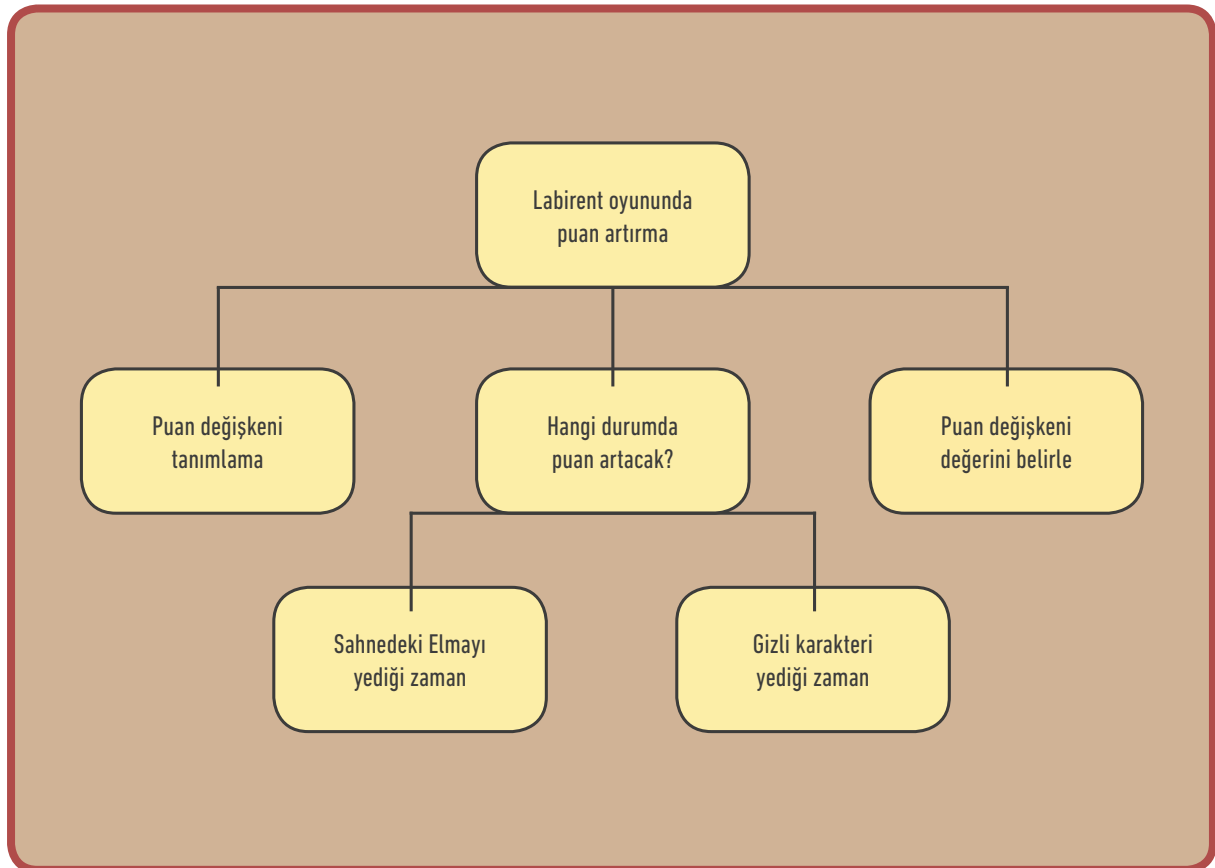 Labirent oyununda
puan artırma
Puan değişkeni
tanımlama
Hangi durumda
puan artacak?
Puan değişkeni
değerini belirle
Sahnedeki Elmayı
yediği zaman
Gizli karakteri
yediği zaman